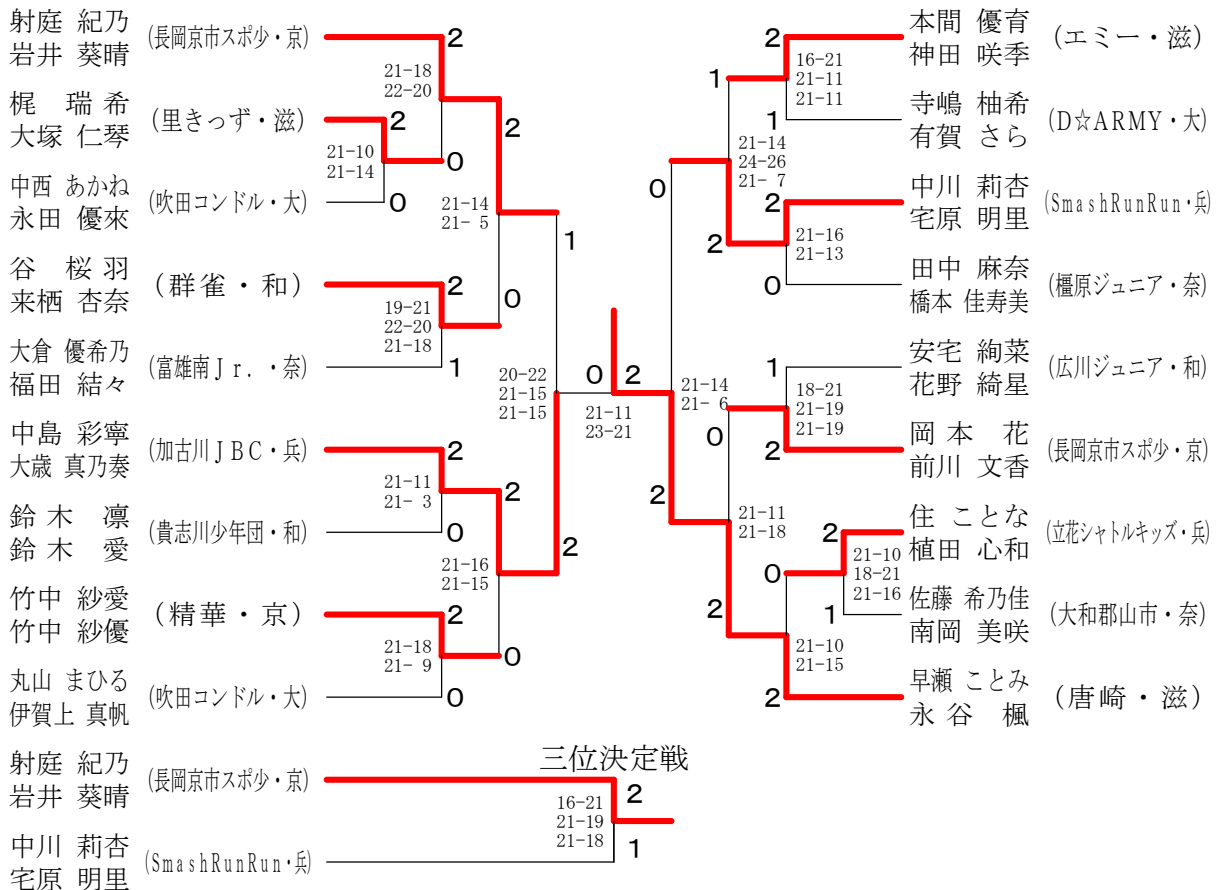 射庭 紀乃
岩井 葵晴
(長岡京市スポ少・京)
2
21-18
22-20
梶 瑞希
大塚 仁琴
(里きっず・滋)
2
21-10
21-14
0
中西 あかね
永田 優來
(吹田コンドル・大)
0
2
21-14
21- 5
谷 桜羽
来栖 杏奈
(群雀・和)
2
19-21
22-20
21-18
0
大倉 優希乃
福田 結々
(富雄南Jr.・奈)
1
1
20-22
21-15
21-15
中島 彩寧
大歳 真乃奏
(加古川JBC・兵)
2
21-11
21- 3
2
鈴木 凛
鈴木 愛
(貴志川少年団・和)
0
2
21-16
21-15
竹中 紗愛
竹中 紗優
(精華・京)
2
21-18
21- 9
0
丸山 まひる
伊賀上 真帆
(吹田コンドル・大)
0
0
2
21-11
23-21
本間 優育
神田 咲季
(エミー・滋)
2
16-21
21-11
21-11
1
寺嶋 柚希
有賀 さら
(D☆ARMY・大)
1
21-14
24-26
21- 7
0
中川 莉杏
宅原 明里
(SmashRunRun・兵)
2
21-16
21-13
2
田中 麻奈
橋本 佳寿美
(橿原ジュニア・奈)
0
安宅 絢菜
花野 綺星
(広川ジュニア・和)
1
18-21
21-19
21-19
21-14
21- 6
0
岡本 花
前川 文香
(長岡京市スポ少・京)
2
2
21-11
21-18
住 ことな
植田 心和
(立花シャトルキッズ・兵)
2
21-10
18-21
21-16
0
佐藤 希乃佳
南岡 美咲
(大和郡山市・奈)
1
2
21-10
21-15
早瀬 ことみ
永谷 楓
(唐崎・滋)
2
三位決定戦
射庭 紀乃
岩井 葵晴
(長岡京市スポ少・京)
2
16-21
21-19
21-18
中川 莉杏
宅原 明里
(SmashRunRun・兵)
1